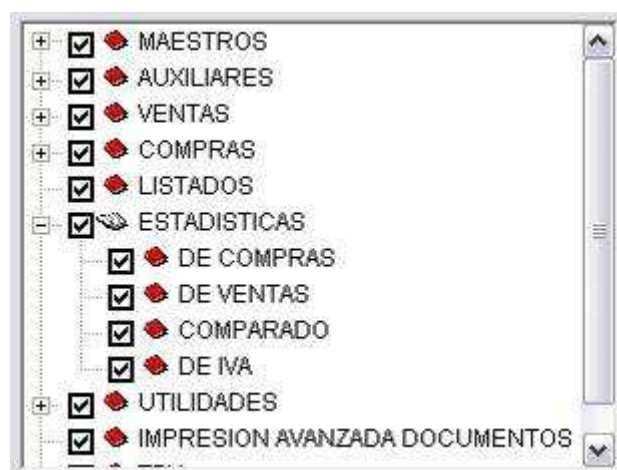 MAESTROS
AUXILIARES
VENTAS
COMPRAS
LISTADOS
ESTADISTICAS
DE COMPRAS
DE VENTAS
COMPARADO
DE IVA
UTILIDADES
IMPRESION AVANZADA DOCUMENTOS